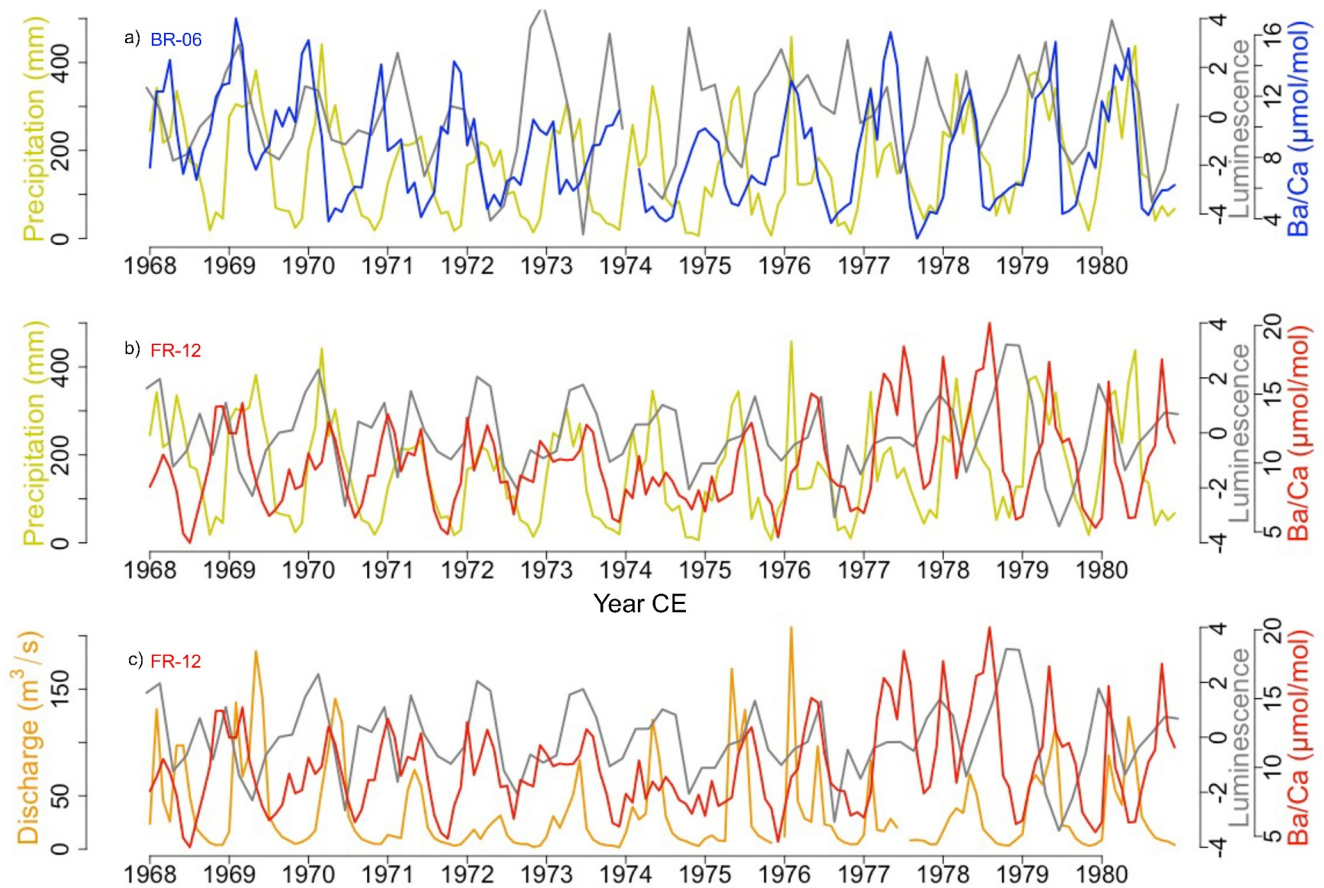 a) BR-06
Precipitation (mm)
0 200 400
-4 -2 0 2 4
Luminescence
4 8 12 16
Ba/Ca (μmol/mol)
1968 1969 1970 1971 1972 1973 1974 1975 1976 1977 1978 1979 1980
b) FR-12
Precipitation (mm)
0 200 400
-4 -2 0 2 4
Luminescence
5 10 15 20
Ba/Ca (μmol/mol)
1968 1969 1970 1971 1972 1973 1974 1975 1976 1977 1978 1979 1980
Year CE
c) FR-12
Discharge (m³/s)
0 50 150
-4 -2 0 2 4
Luminescence
5 10 15 20
Ba/Ca (μmol/mol)
1968 1969 1970 1971 1972 1973 1974 1975 1976 1977 1978 1979 1980